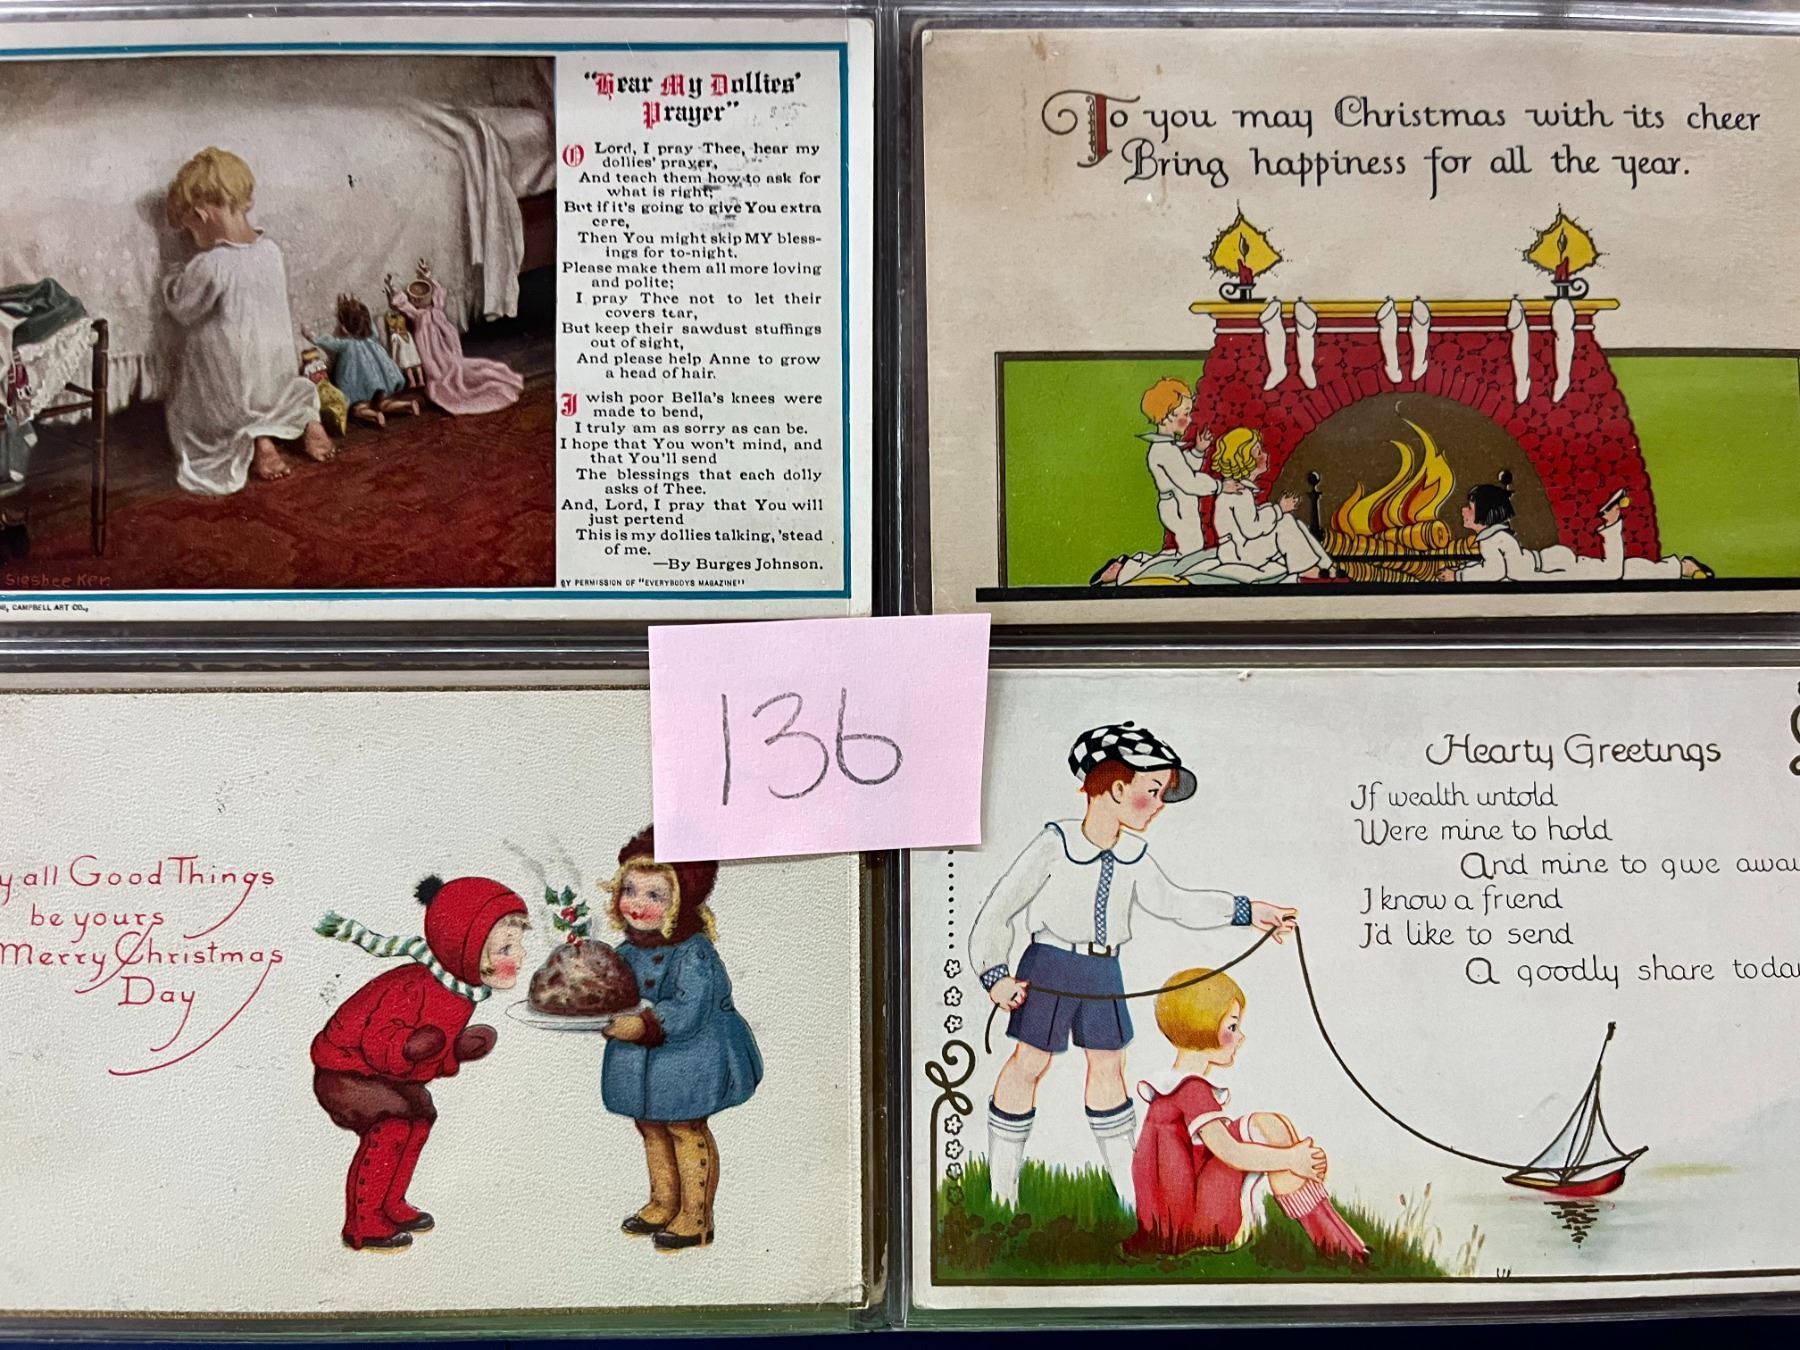 "Hear My Dollies'
Prayer"
O Lord, I pray Thee, hear my
dollies' prayer,
And teach them how to ask for
what is right;
But if it's going to give You extra
care,
Then You might skip MY bless-
ings for to-night.
Please make them all more loving
and polite;
I pray Thee not to let their
covers tear,
But keep their sawdust stuffings
out of sight,
And please help Anne to grow
a head of hair.
I wish poor Bella's knees were
made to bend,
I truly am as sorry as can be.
I hope that You won't mind, and
that You'll send
The blessings that each dolly
asks of Thee.
And, Lord, I pray that You will
just pertend
This is my dollies talking, 'stead
of me.
—By Burges Johnson.
BY PERMISSION OF "EVERYBODYS MAGAZINE"
Sigsbee Ker
CAMPBELL ART CO.,
To you may Christmas with its cheer
Bring happiness for all the year.
136
y all Good Things
be yours
Merry Christmas
Day
Hearty Greetings
If wealth untold
Were mine to hold
And mine to give away
I know a friend
I'd like to send
A goodly share today